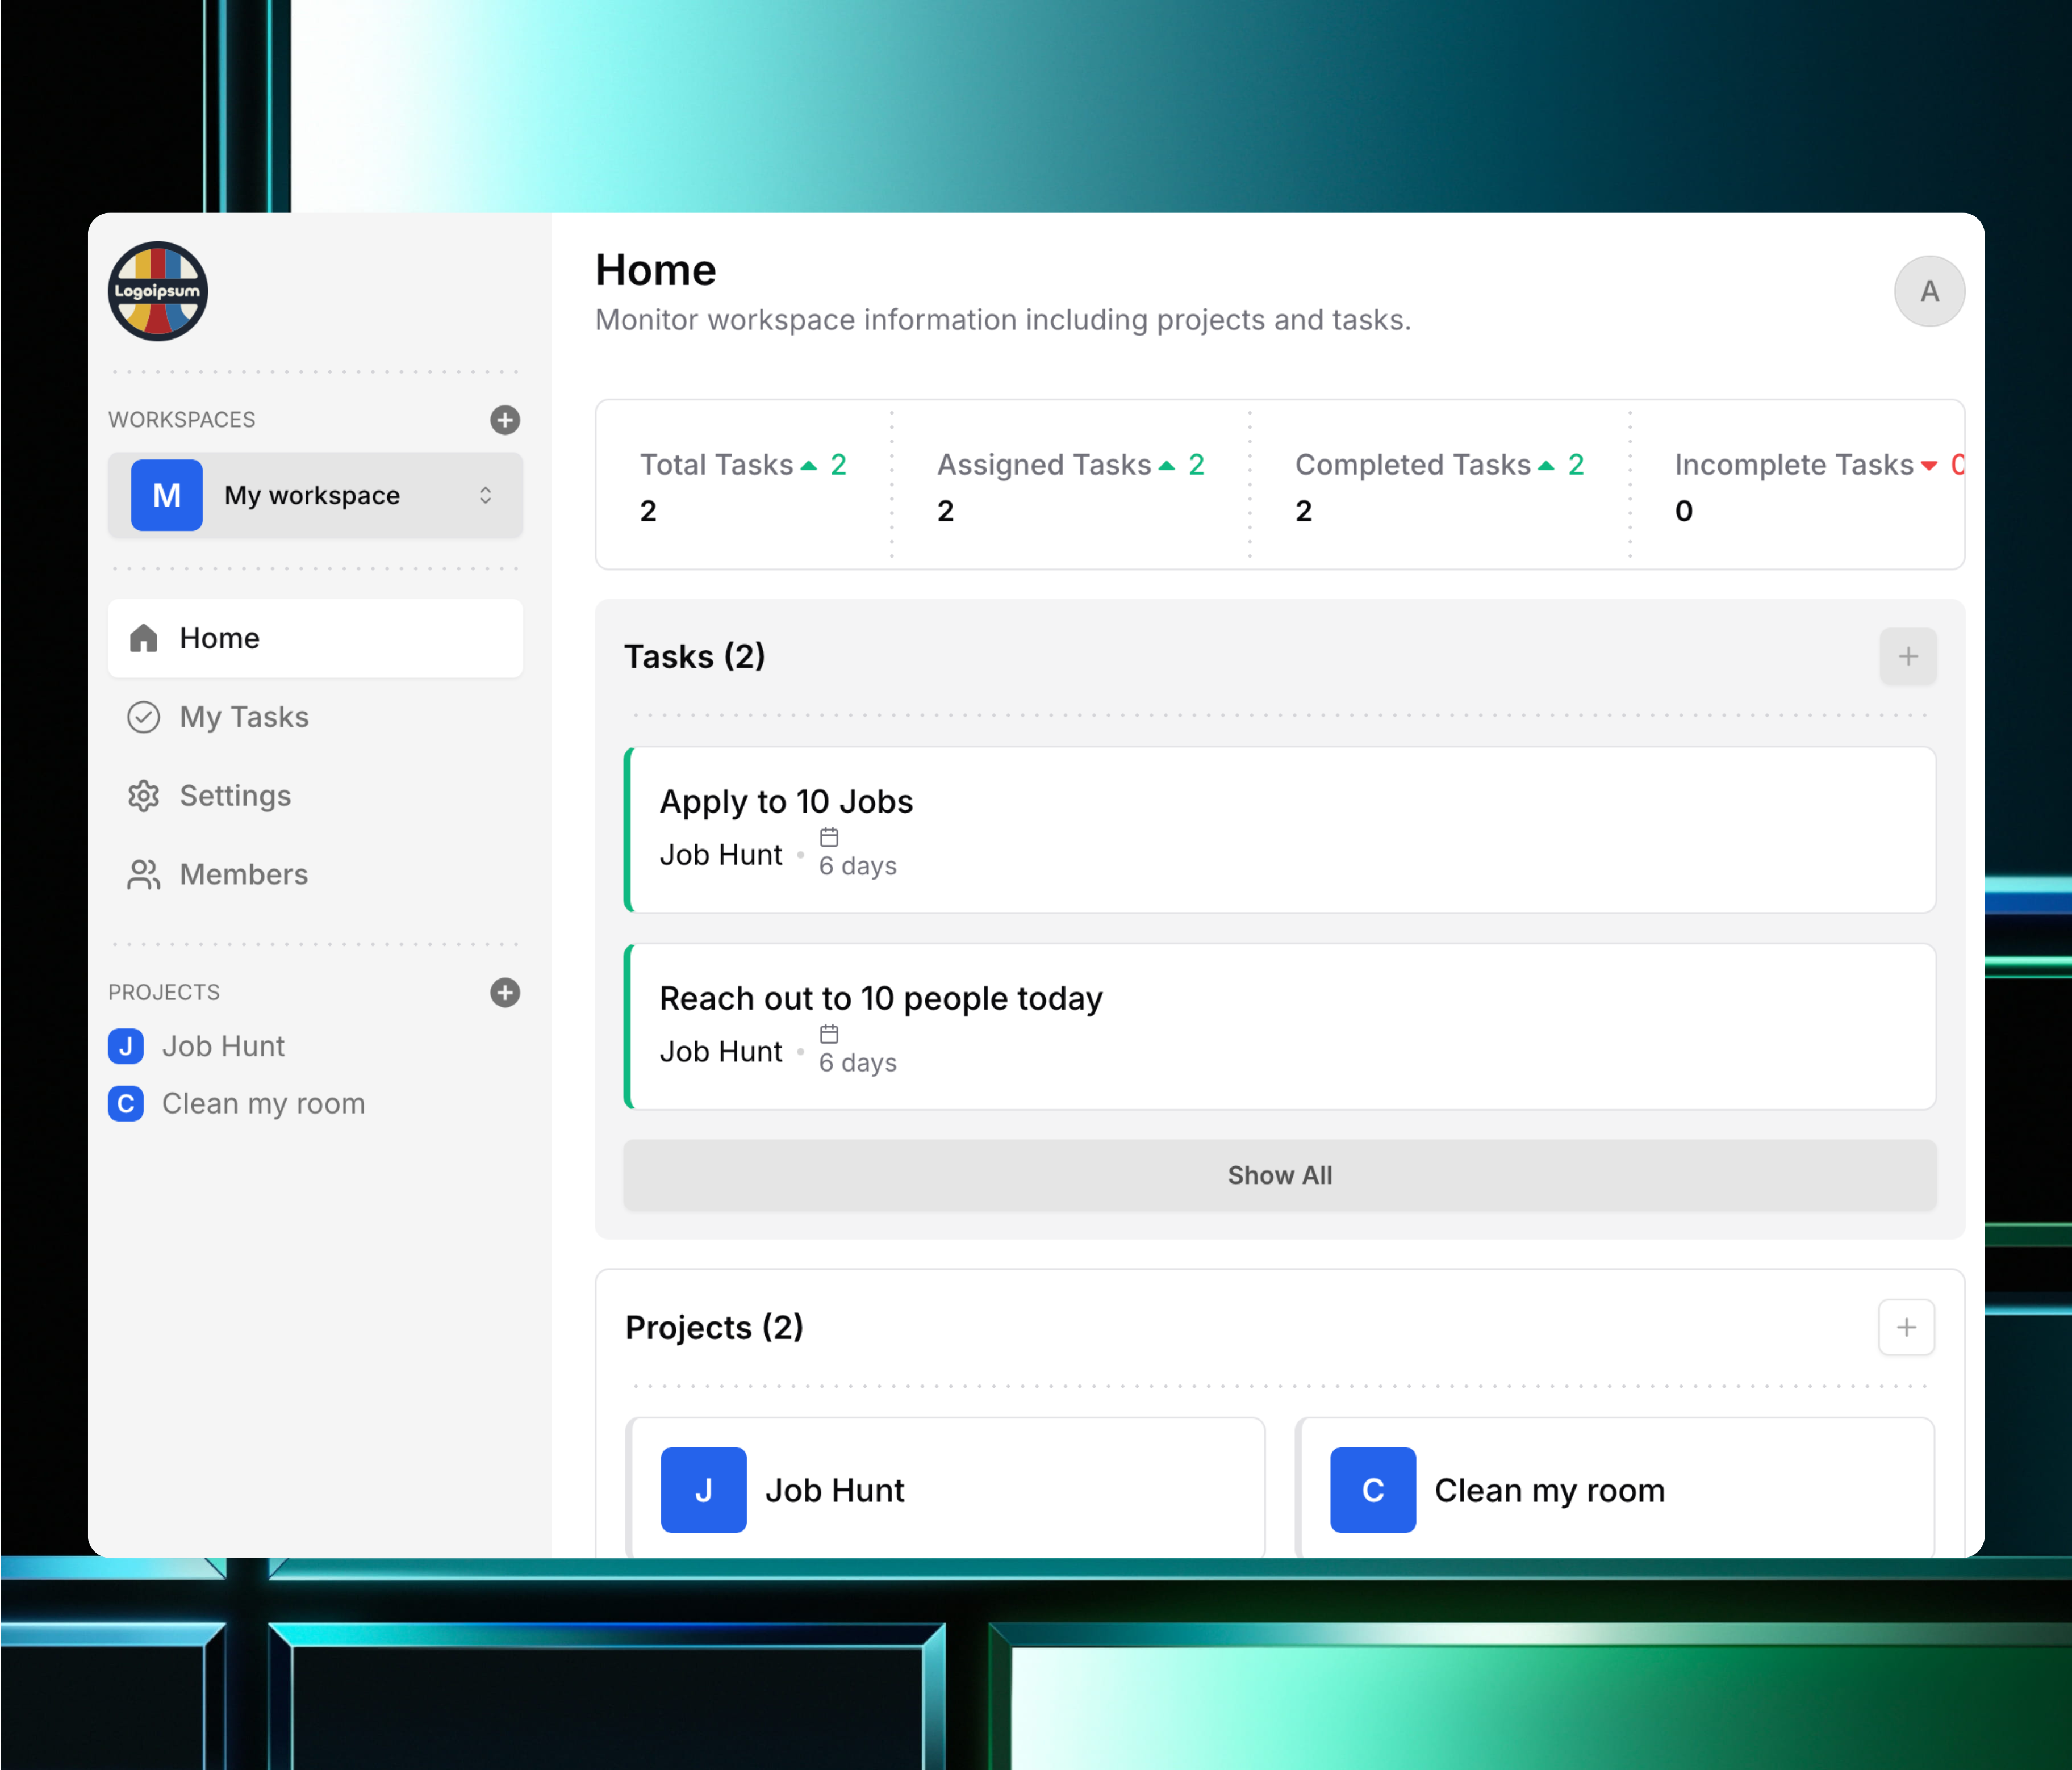 Logoipsum
WORKSPACES
M My workspace
Home
My Tasks
Settings
Members
PROJECTS
J Job Hunt
C Clean my room
Home
Monitor workspace information including projects and tasks.
A
Total Tasks 2
2
Assigned Tasks 2
2
Completed Tasks 2
2
Incomplete Tasks 0
0
Tasks (2)
Apply to 10 Jobs
Job Hunt • 6 days
Reach out to 10 people today
Job Hunt • 6 days
Show All
Projects (2)
J Job Hunt
C Clean my room